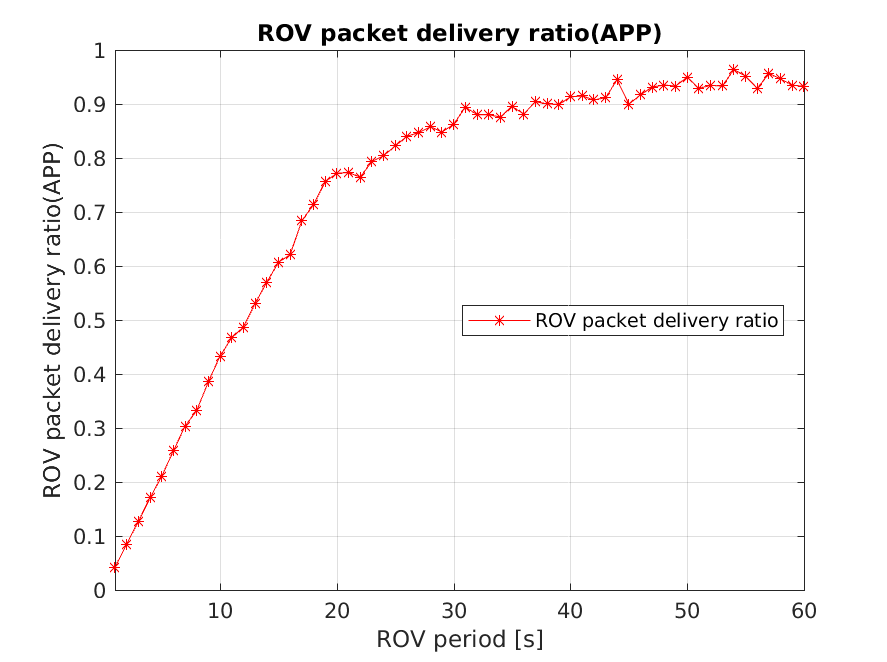 ROV packet delivery ratio(APP)
1
0.9
0.8
0.7
0.6
0.5
0.4
0.3
0.2
0.1
0
ROV packet delivery ratio(APP)
ROV packet delivery ratio
10 20 30 40 50 60
ROV period [s]